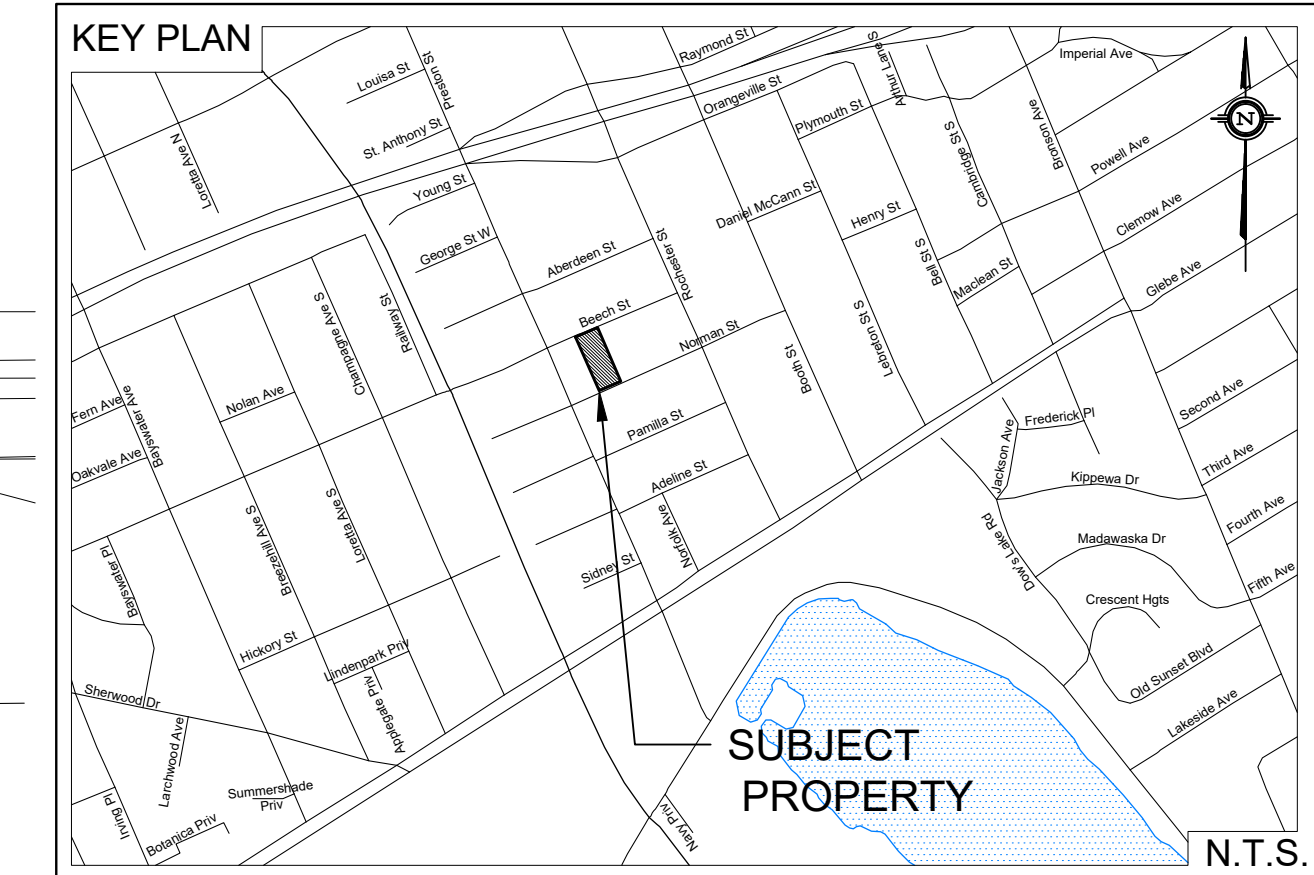 KEY PLAN
Raymond St
Arthur Lane S
Imperial Ave
Louisa St
Preston St
Orangeville St
Plymouth St
St. Anthony St
Loretta Ave N
Bronson Ave
Powell Ave
Cambridge St S
N
Young St
Daniel McCann St
Henry St
Clemow Ave
George St W
Aberdeen St
Rochester St
Bell St S
Maclean St
Glebe Ave
Champagne Ave S
Railway St
Beech St
Norman St
Booth St
Lebreton St S
Fern Ave
Bayswater Ave
Nolan Ave
Second Ave
Frederick Pl
Jackson Ave
Pamilla St
Oakvale Ave
Adeline St
Third Ave
Kippewa Dr
Breezehill Ave S
Loretta Ave S
Norfolk Ave
Fourth Ave
Dow's Lake Rd
Madawaska Dr
Sidney St
Bayswater Pl
Fifth Ave
Crescent Hgts
Hickory St
Lindenpark Priv
Old Sunset Blvd
Sherwood Dr
Applegate Priv
Lakeside Ave
Larchwood Ave
SUBJECT
PROPERTY
Summershade
Priv
Irving Pl
Botanica Priv
Navy Priv
N.T.S.